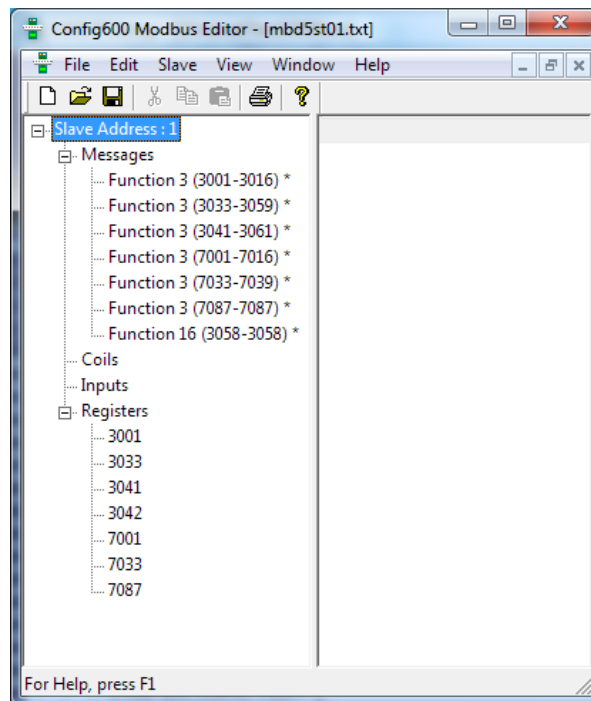 Config600 Modbus Editor - [mbd5st01.txt]
File Edit Slave View Window Help
Slave Address : 1
Messages
Function 3 (3001-3016) *
Function 3 (3033-3059) *
Function 3 (3041-3061) *
Function 3 (7001-7016) *
Function 3 (7033-7039) *
Function 3 (7087-7087) *
Function 16 (3058-3058) *
Coils
Inputs
Registers
3001
3033
3041
3042
7001
7033
7087
For Help, press F1